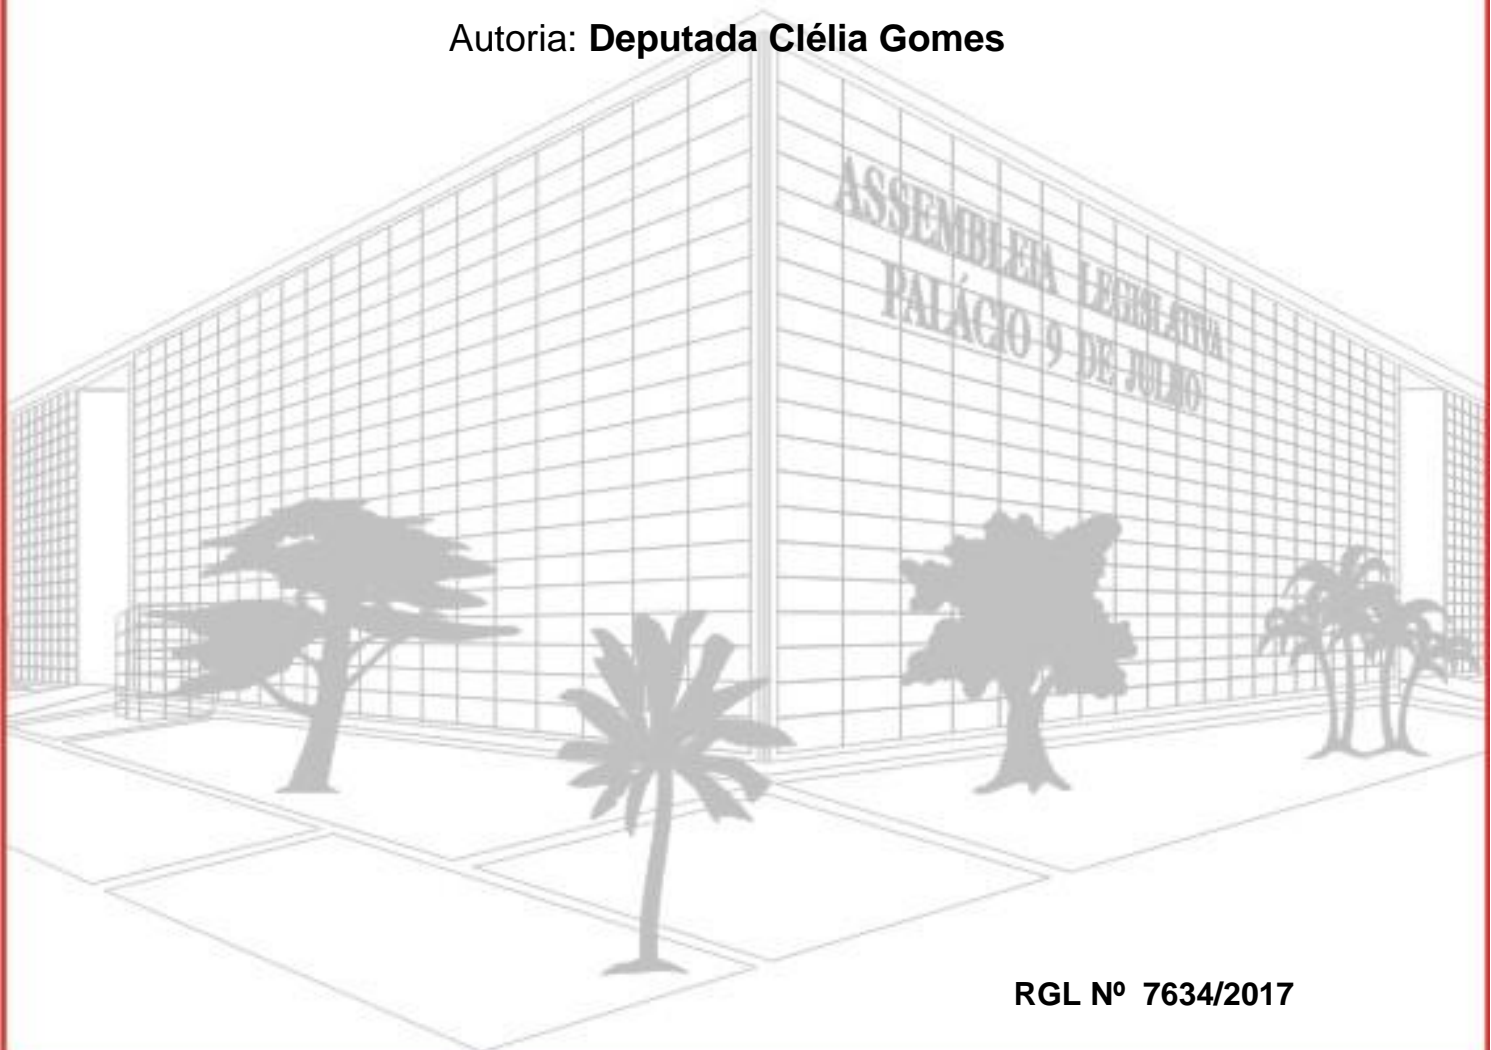 Autoria: Deputada Clélia Gomes
ASSEMBLEIA LEGISLATIVA
PALÁCIO 9 DE JULHO
RGL Nº 7634/2017